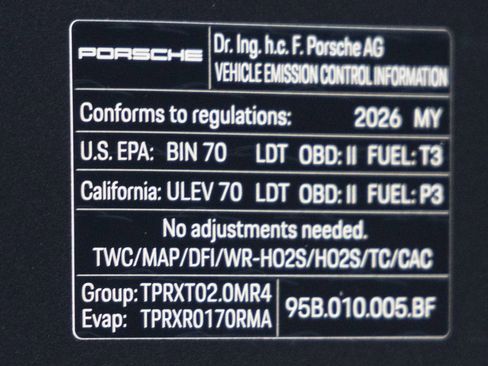 PORSCHE
Dr. Ing. h.c. F. Porsche AG
VEHICLE EMISSION CONTROL INFORMATION
Conforms to regulations: 2026 MY
U.S. EPA: BIN 70 LDT OBD: II FUEL: T3
California: ULEV 70 LDT OBD: II FUEL: P3
No adjustments needed.
TWC/MAP/DFI/WR-HO2S/HO2S/TC/CAC
Group: TPRXT02.0MR4
Evap: TPRXR0170RMA
95B.010.005.BF